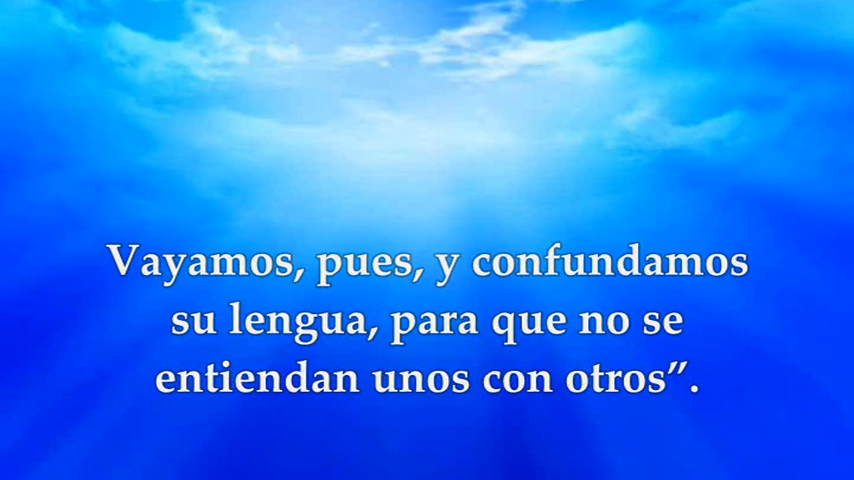 Vayamos, pues, y confundamos
su lengua, para que no se
entiendan unos con otros”.